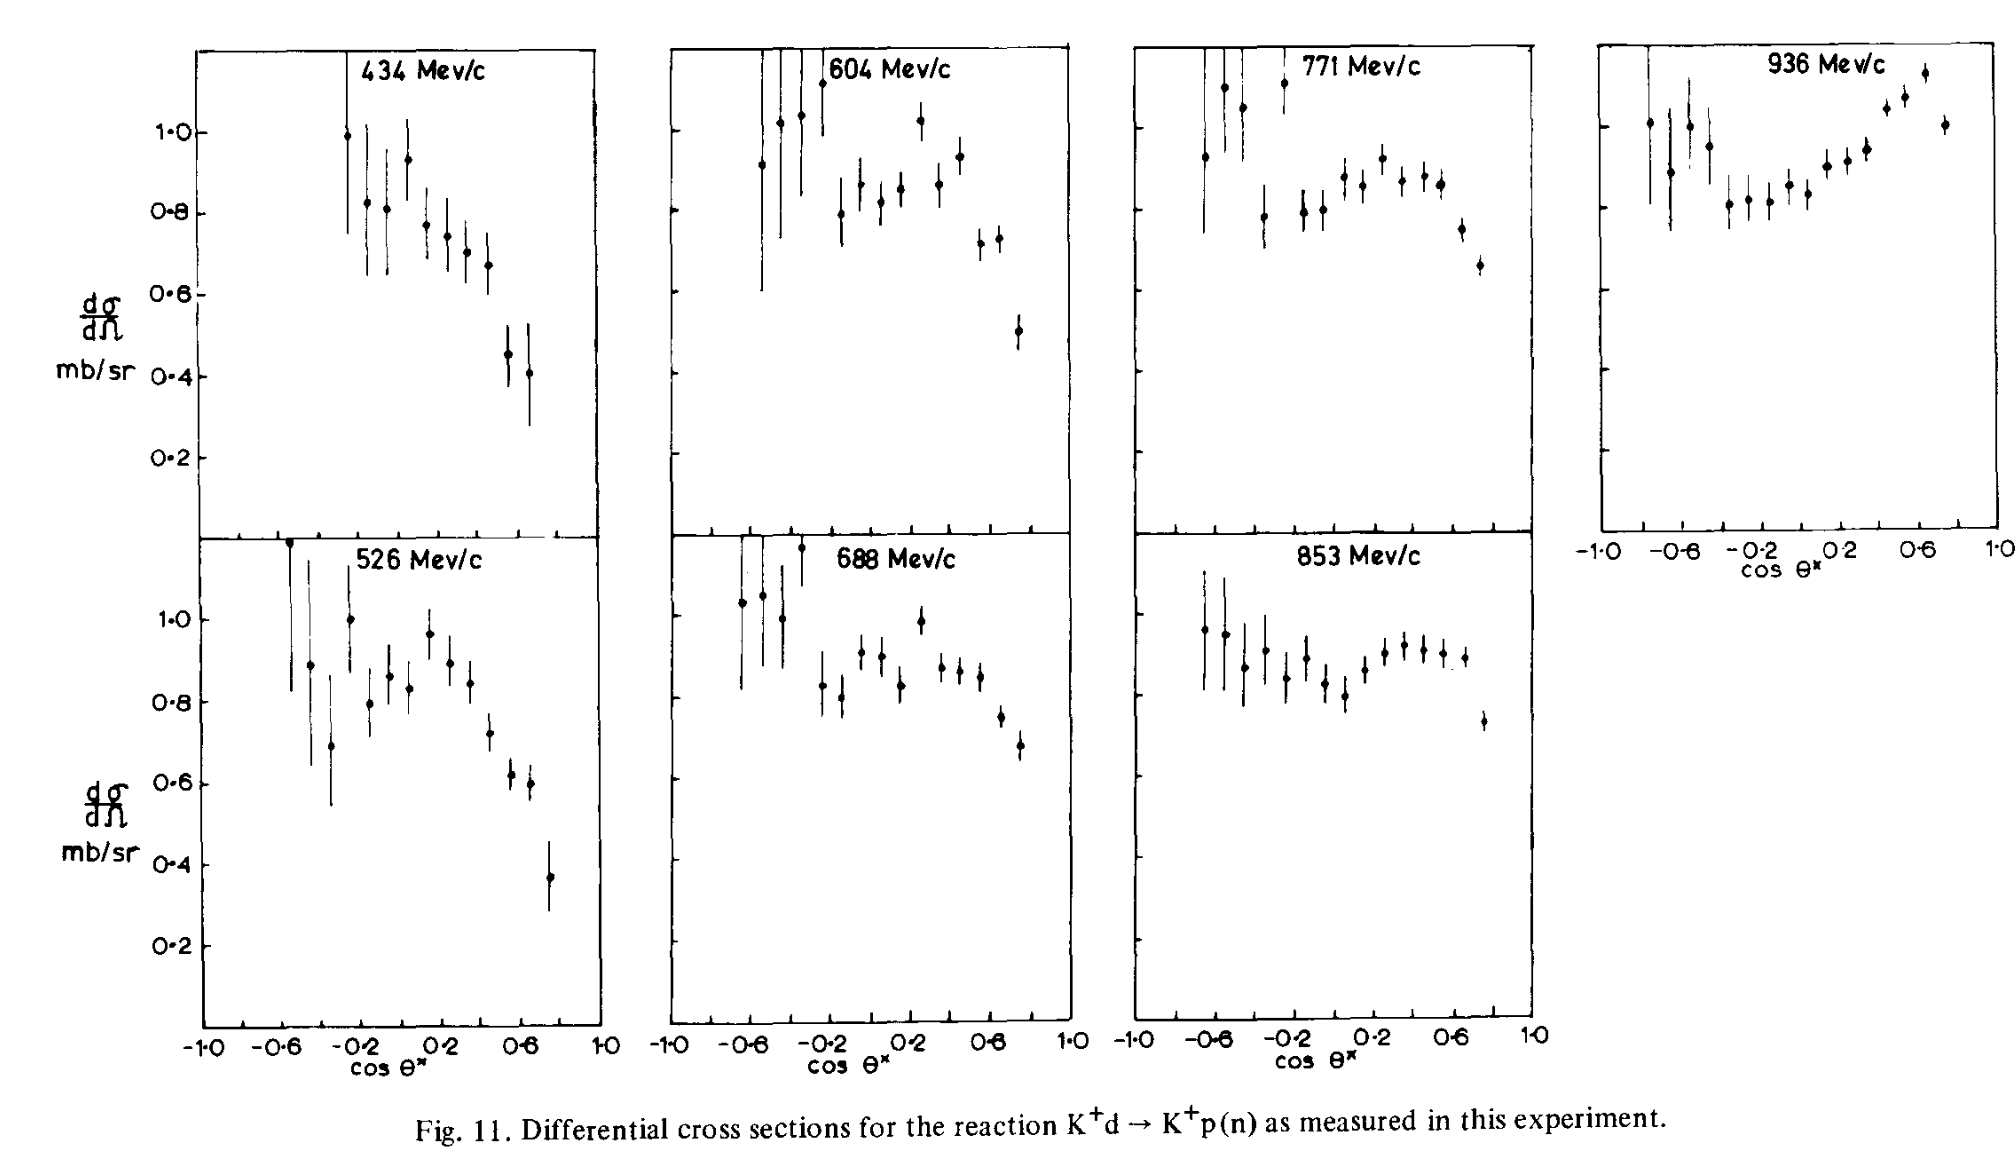 434 Mev/c
604 Mev/c
771 Mev/c
936 Mev/c
1.0
0.8
0.6
dσ
dΩ
mb/sr
0.4
0.2
-1.0 -0.6 -0.2 0.2 0.6 1.0
cos θ*
526 Mev/c
688 Mev/c
853 Mev/c
1.0
0.8
0.6
dσ
dΩ
mb/sr
0.4
0.2
-1.0 -0.6 -0.2 0.2 0.6 1.0
cos θ*
-1.0 -0.6 -0.2 0.2 0.6 1.0
cos θ*
-1.0 -0.6 -0.2 0.2 0.6 1.0
cos θ*
Fig. 11. Differential cross sections for the reaction K⁺d → K⁺p(n) as measured in this experiment.